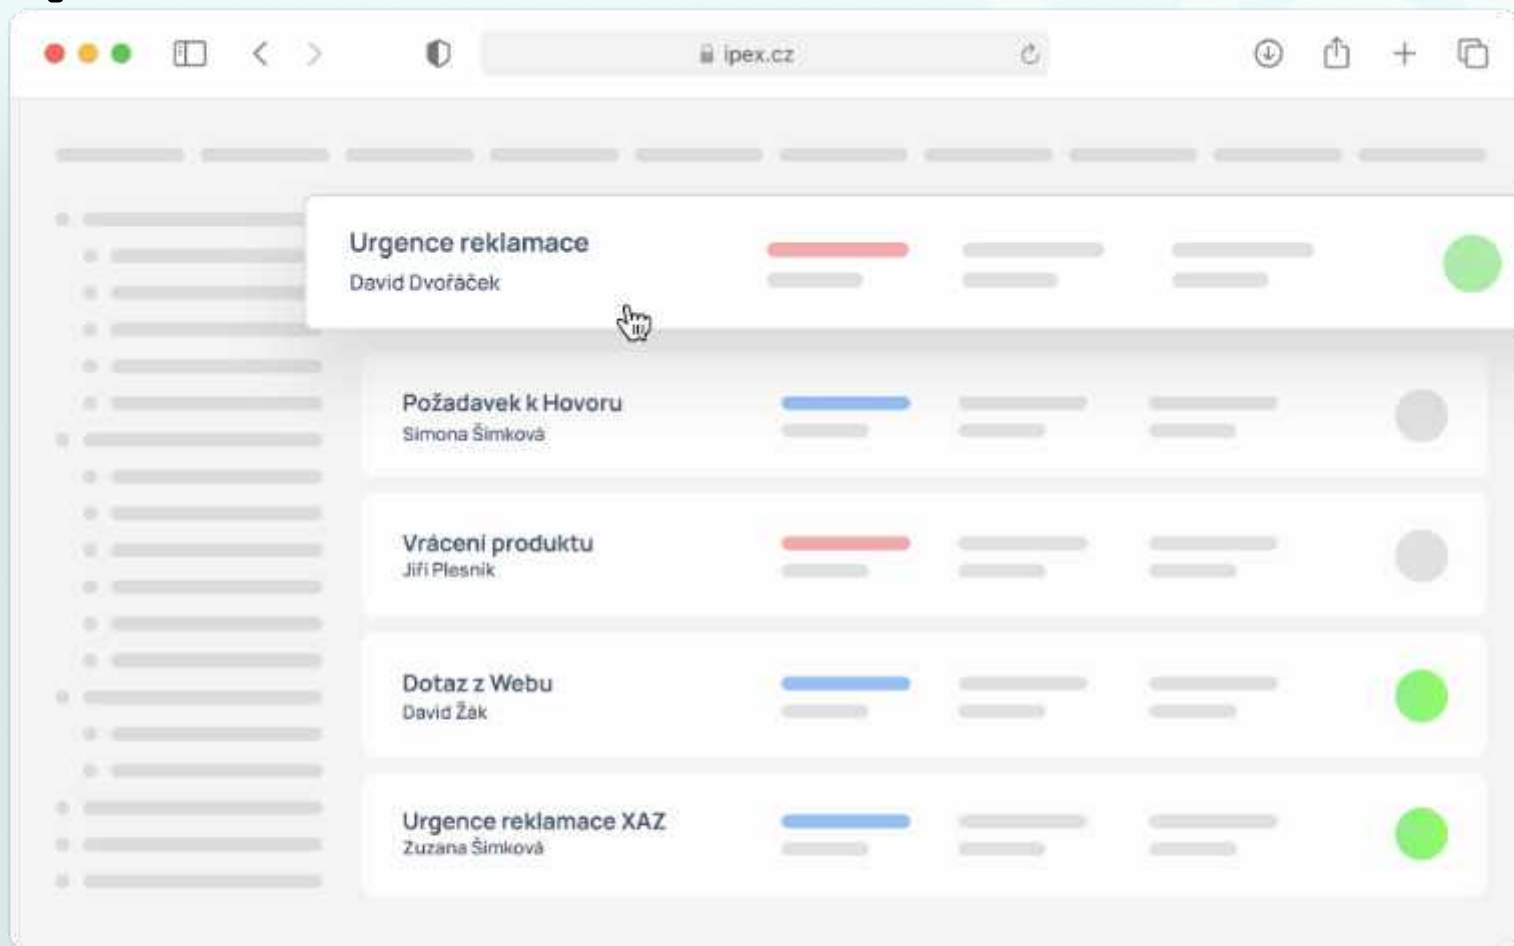 ipex.cz
Urgence reklamace
David Dvořáček
Požadavek k Hovoru
Simona Šimková
Vrácení produktu
Jiří Plesník
Dotaz z Webu
David Žák
Urgence reklamace XAZ
Zuzana Šimková